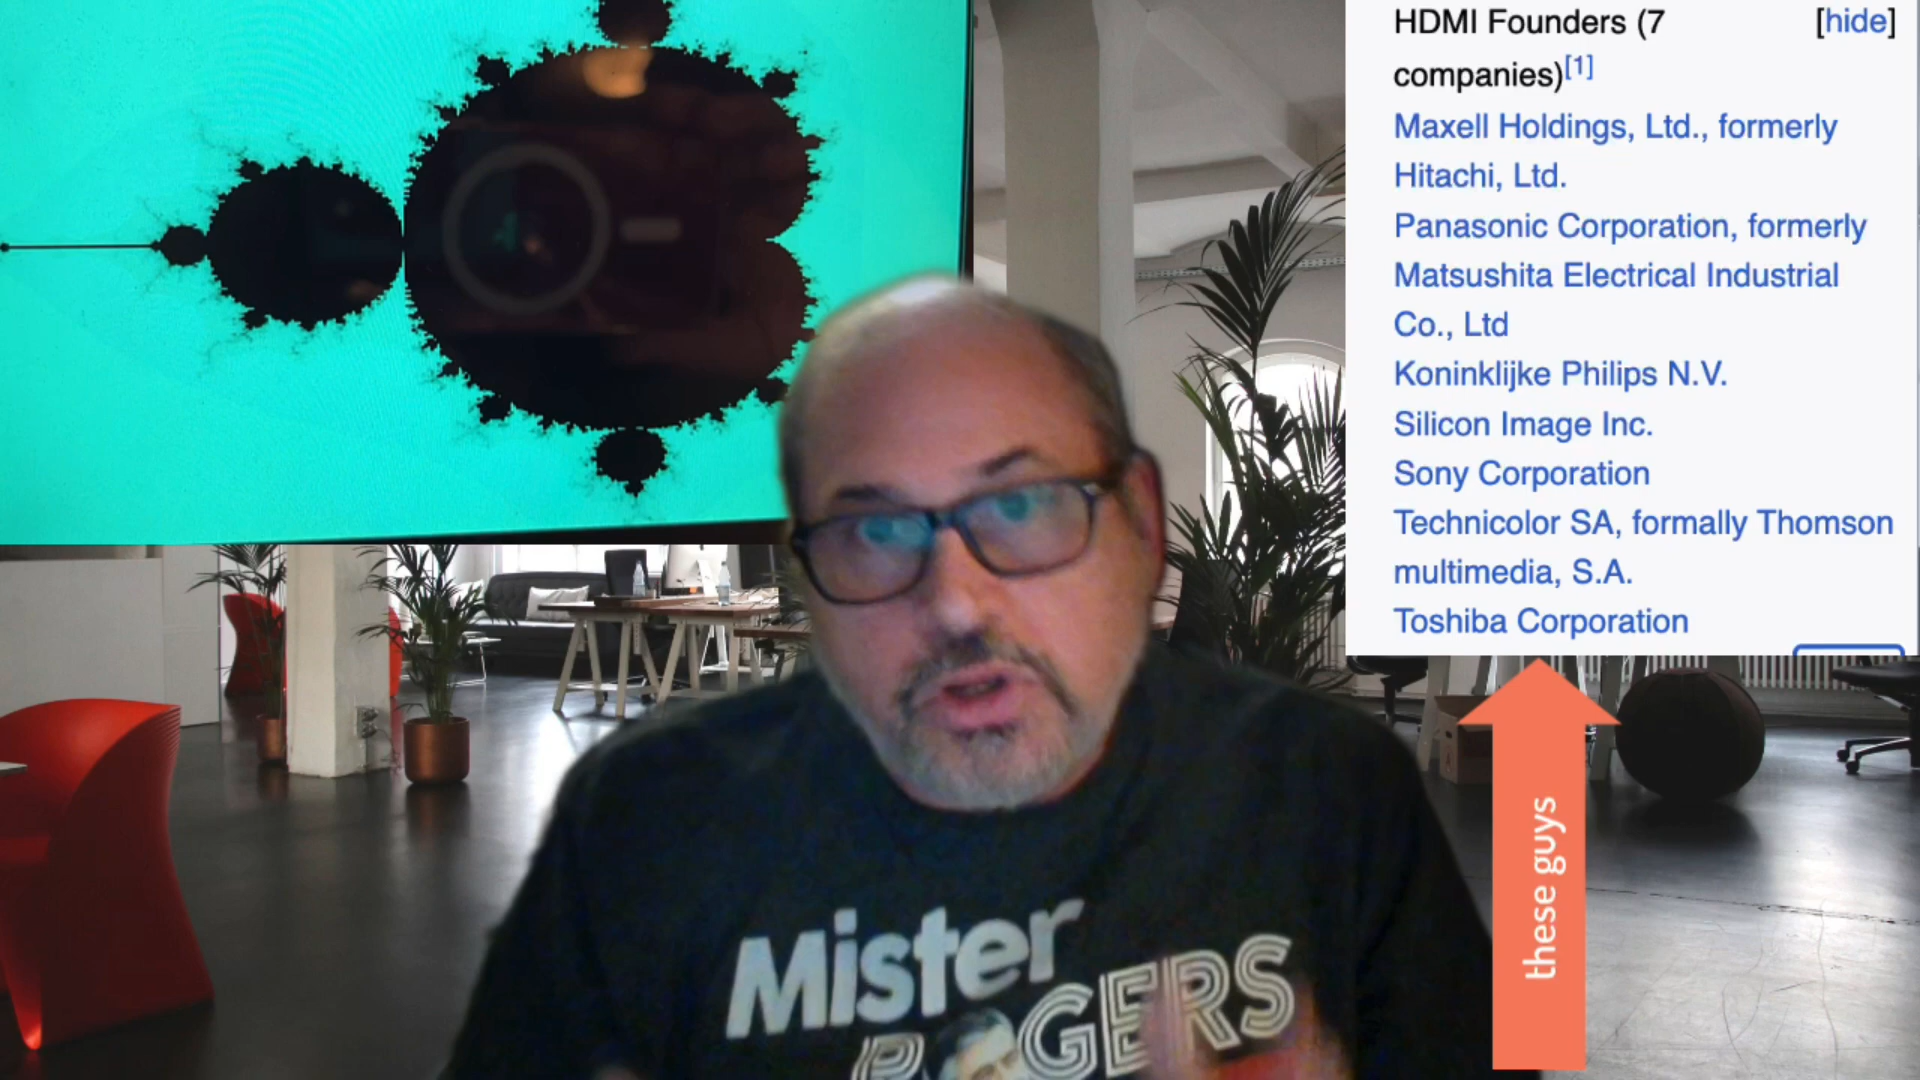 HDMI Founders (7 [hide]
companies)[1]
Maxell Holdings, Ltd., formerly
Hitachi, Ltd.
Panasonic Corporation, formerly
Matsushita Electrical Industrial
Co., Ltd
Koninklijke Philips N.V.
Silicon Image Inc.
Sony Corporation
Technicolor SA, formally Thomson
multimedia, S.A.
Toshiba Corporation
these guys
Mister
ROGERS